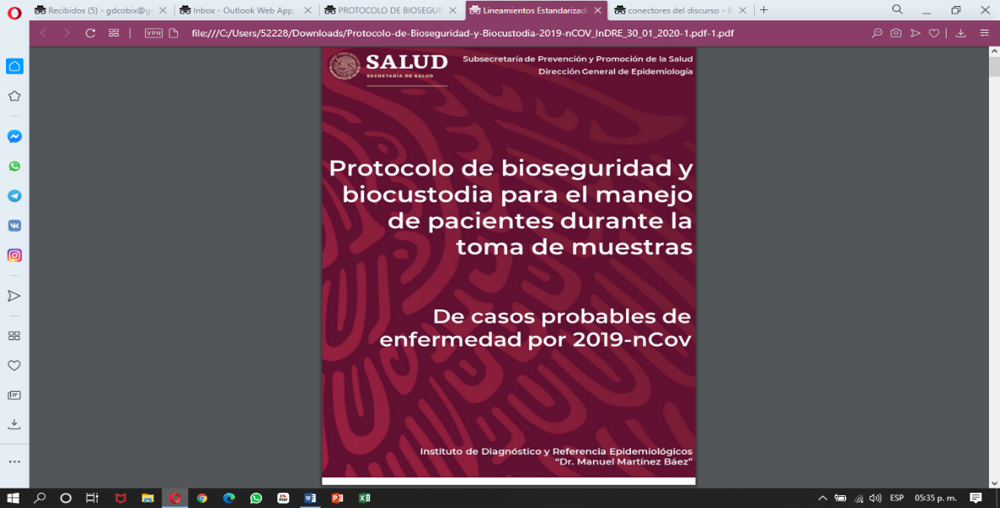 Recibidos (5) - gdcobix@g
Inbox - Outlook Web App,
PROTOCOLO DE BIOSEGUR
Lineamientos Estandarizad
conectores del discurso - B
VPN
file:///C:/Users/52228/Downloads/Protocolo-de-Bioseguridad-y-Biocustodia-2019-nCOV_InDRE_30_01_2020-1.pdf-1.pdf
SALUD
SECRETARÍA DE SALUD
Subsecretaría de Prevención y Promoción de la Salud
Dirección General de Epidemiología
Protocolo de bioseguridad y
biocustodia para el manejo
de pacientes durante la
toma de muestras
De casos probables de
enfermedad por 2019-nCov
Instituto de Diagnóstico y Referencia Epidemiológicos
“Dr. Manuel Martínez Báez”
ESP
05:35 p. m.